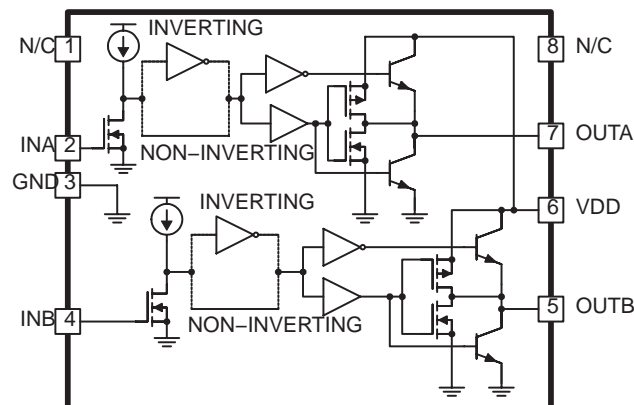 INVERTING
N/C 1
8 N/C
INA 2
7 OUTA
NON–INVERTING
GND 3
INVERTING
6 VDD
INB 4
5 OUTB
NON–INVERTING